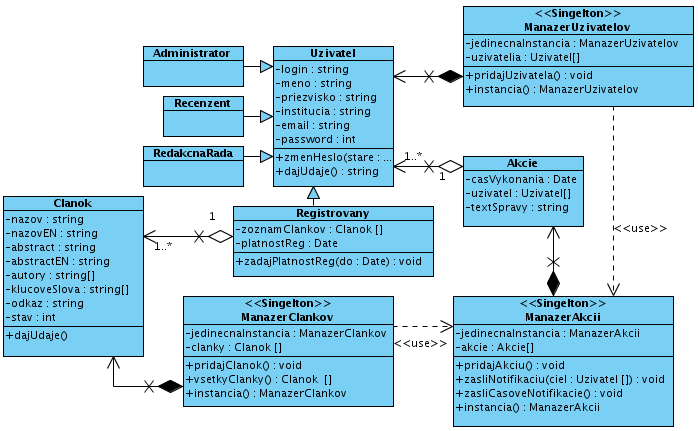 <<Singelton>>
ManazerUzivatelov
-jedinecnaInstancia : ManazerUzivatelov
-uzivatelia : Uzivatel[]
+pridajUzivatela() : void
+instancia() : ManazerUzivatelov
Administrator
Recenzent
RedakcnaRada
Uzivatel
-login : string
-meno : string
-priezvisko : string
-institucia : string
-email : string
-password : int
+zmenHeslo(stare : ...
+dajUdaje() : string
1..*
1
Akcie
-casVykonania : Date
-uzivatel : Uzivatel[]
-textSpravy : string
<<use>>
Clanok
-nazov : string
-nazovEN : string
-abstract : string
-abstractEN : string
-autory : string[]
-klucoveSlova : string[]
-odkaz : string
-stav : int
+dajUdaje()
1
1..*
Registrovany
-zoznamClankov : Clanok []
-platnostReg : Date
+zadajPlatnostReg(do : Date) : void
<<Singelton>>
ManazerClankov
-jedinecnaInstancia : ManazerClankov
-clanky : Clanok []
+pridajClanok() : void
+vsetkyClanky() : Clanok []
+instancia() : ManazerClankov
<<use>>
<<Singelton>>
ManazerAkcii
-jedinecnaInstancia : ManazerAkcii
-akcie : Akcie[]
+pridajAkciu() : void
+zasliNotifikaciu(ciel : Uzivatel []) : void
+zasliCasoveNotifikacie() : void
+instancia() : ManazerAkcii